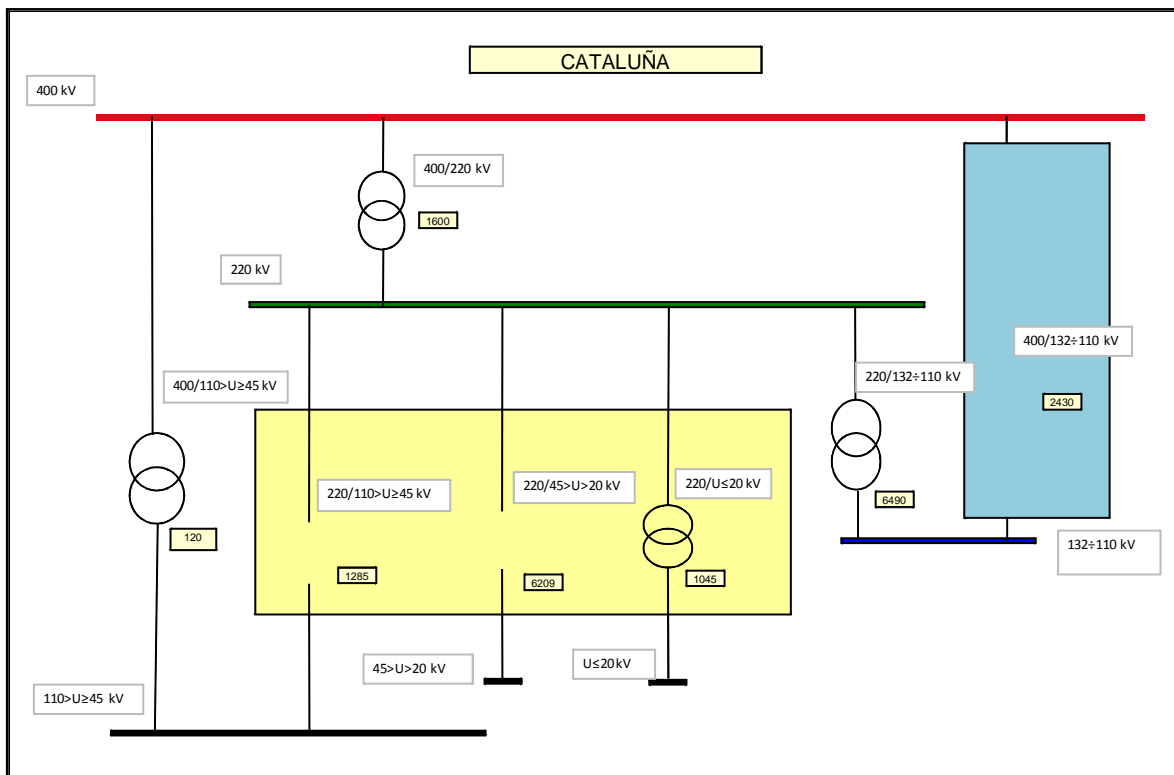 CATALUÑA
400 kV
400/220 kV
1600
220 kV
400/132÷110 kV
220/132÷110 kV
400/110>U≥45 kV
2430
220/110>U≥45 kV
220/45>U>20 kV
220/U≤20 kV
6490
120
132÷110 kV
1285
6209
1045
45>U>20 kV
U≤20 kV
110>U≥45 kV